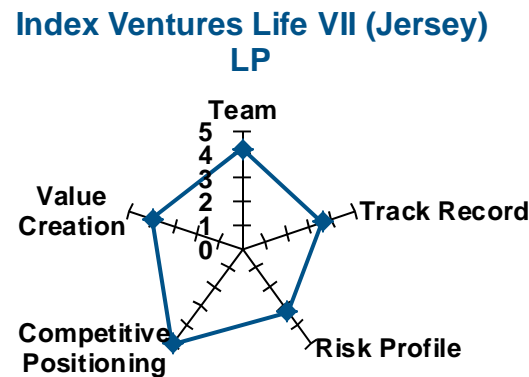 Index Ventures Life VII (Jersey)
LP
Team
5
4
3
2
1
0
Value
Creation
Track Record
Competitive
Positioning
Risk Profile